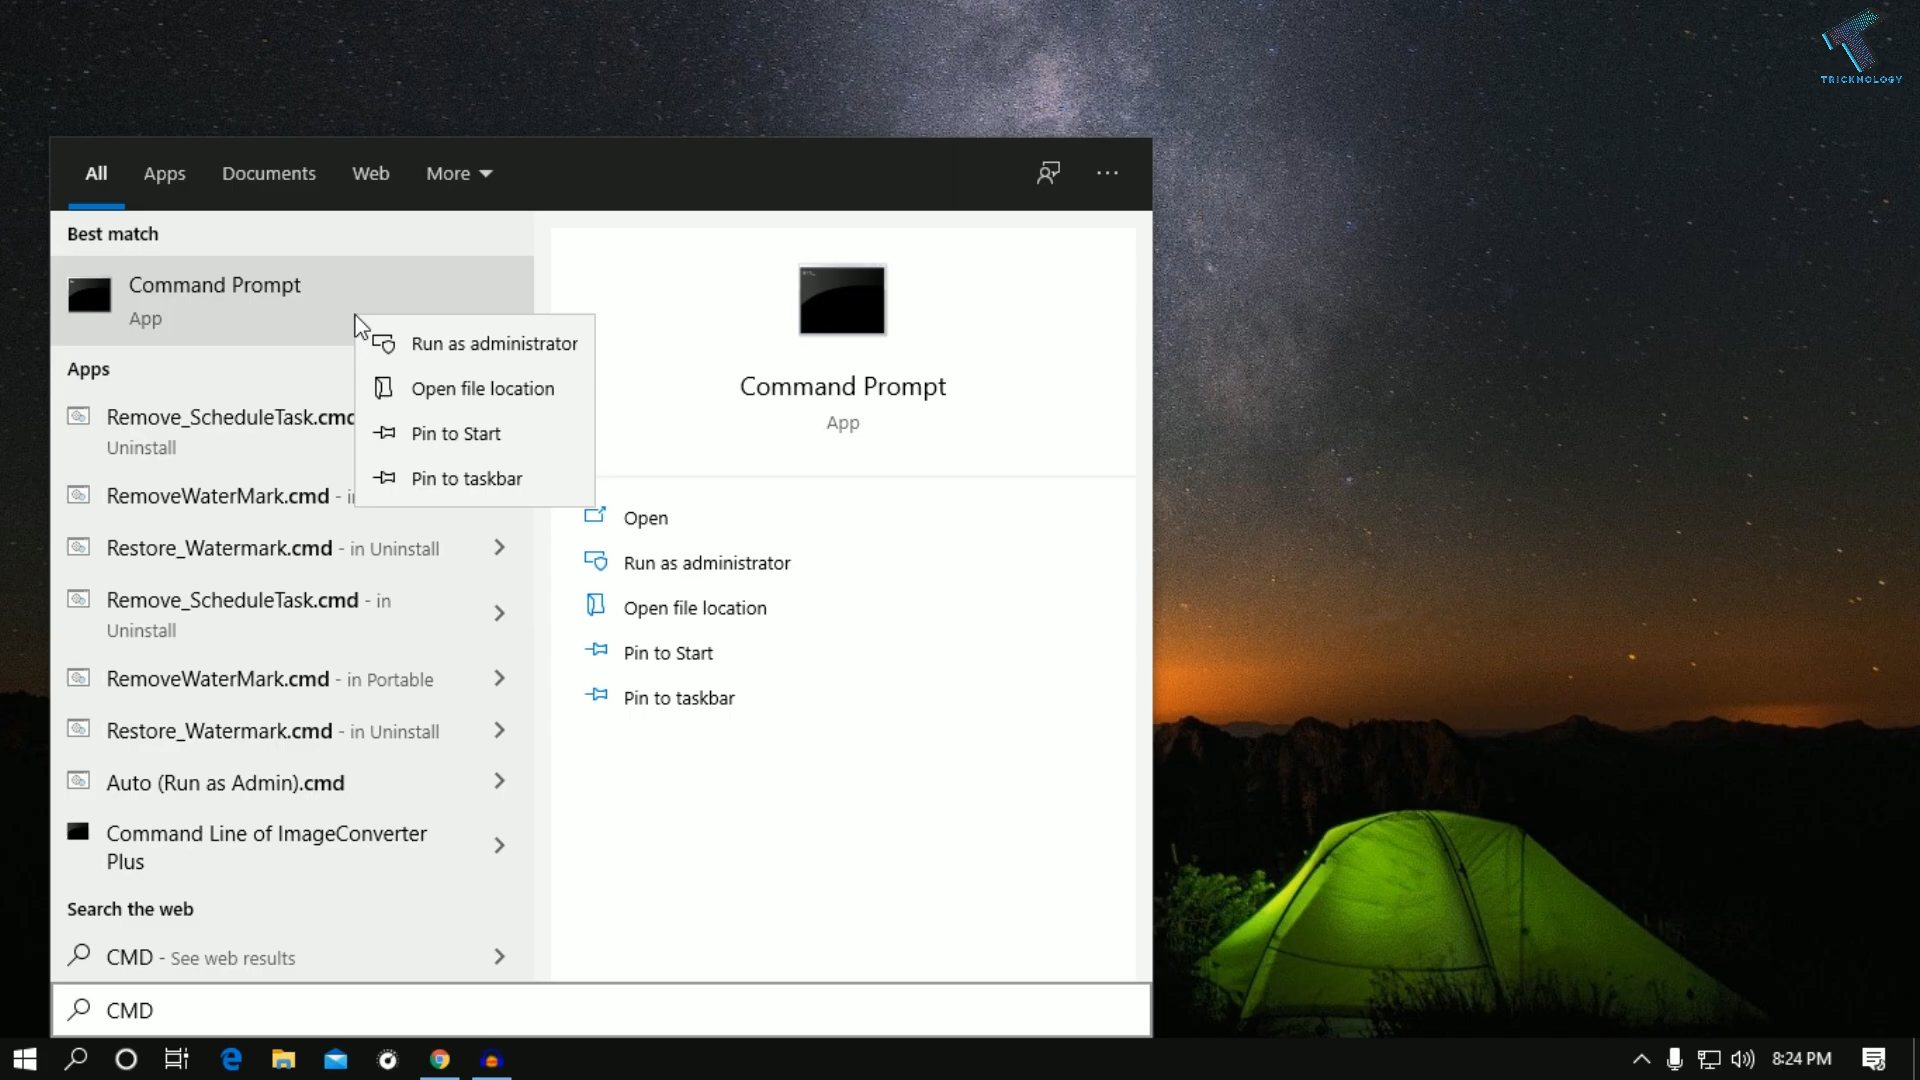 TRICKNOLOGY
All Apps Documents Web More
Best match
Command Prompt
App
Run as administrator
Open file location
Pin to Start
Pin to taskbar
Apps
Remove_ScheduleTask.cmd
Uninstall
RemoveWaterMark.cmd - in
Restore_Watermark.cmd - in Uninstall
Remove_ScheduleTask.cmd - in
Uninstall
RemoveWaterMark.cmd - in Portable
Restore_Watermark.cmd - in Uninstall
Auto (Run as Admin).cmd
Command Line of ImageConverter
Plus
Search the web
CMD - See web results
Command Prompt
App
Open
Run as administrator
Open file location
Pin to Start
Pin to taskbar
CMD
8:24 PM